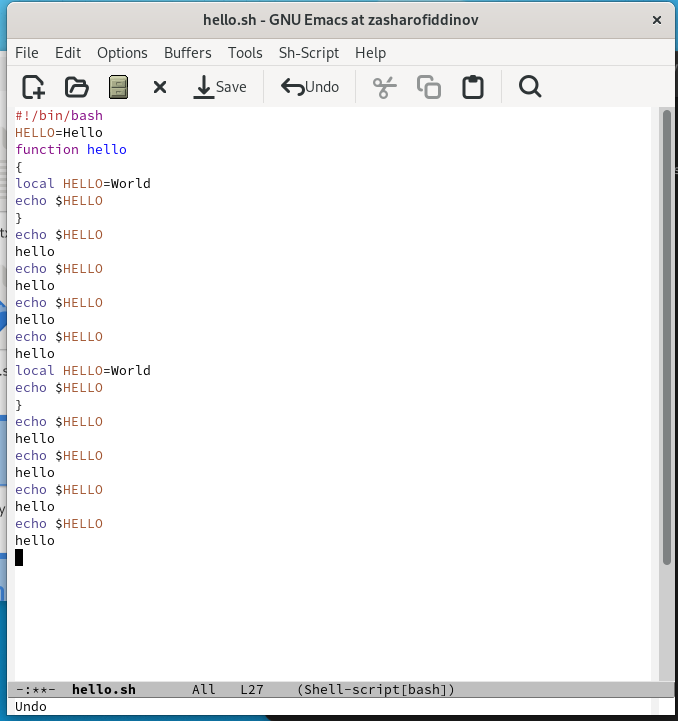 hello.sh - GNU Emacs at zasharofiddinov
File Edit Options Buffers Tools Sh-Script Help
Save Undo
#!/bin/bash
HELLO=Hello
function hello
{
local HELLO=World
echo $HELLO
}
echo $HELLO
hello
echo $HELLO
hello
echo $HELLO
hello
echo $HELLO
hello
local HELLO=World
echo $HELLO
}
echo $HELLO
hello
echo $HELLO
hello
echo $HELLO
hello
echo $HELLO
hello
-:**- hello.sh All L27 (Shell-script[bash])
Undo